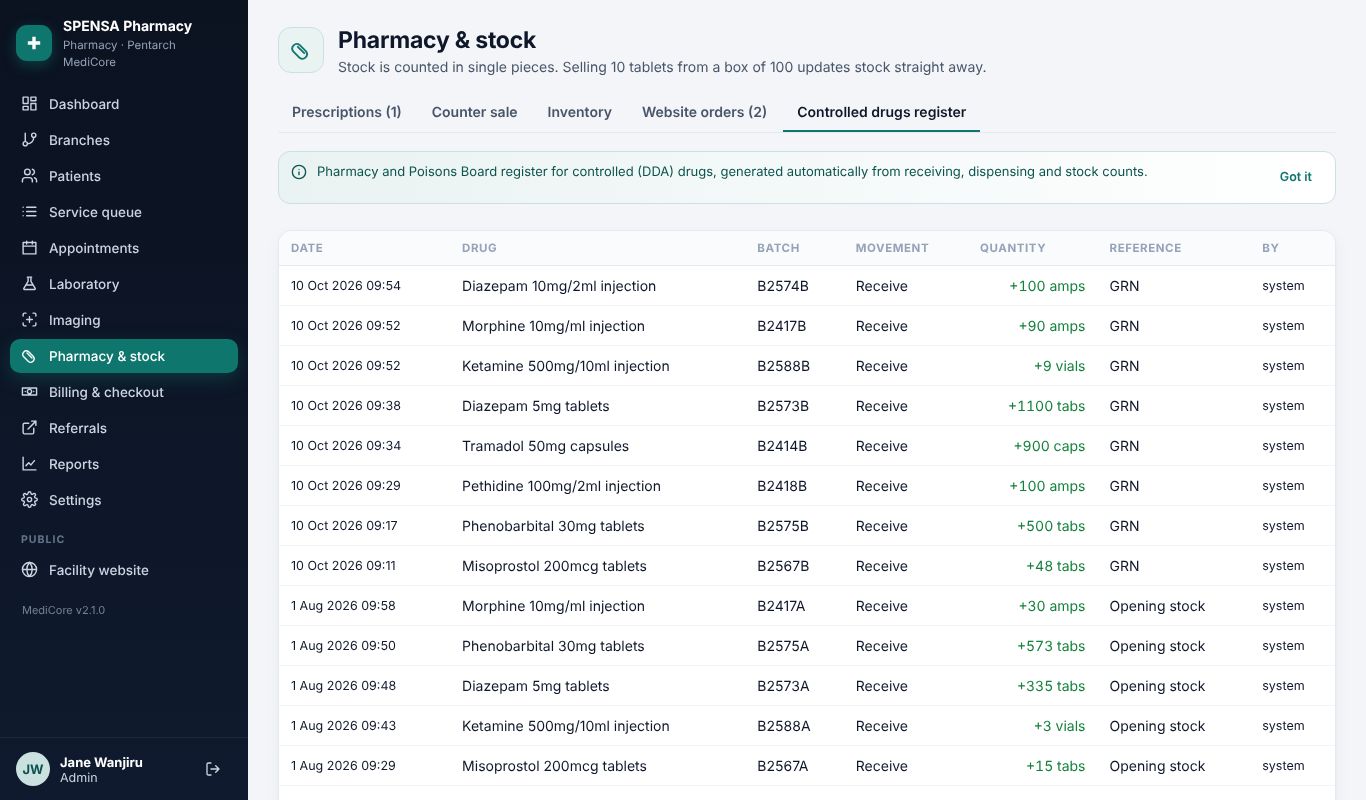 SPENSA Pharmacy
Pharmacy · Pentarch
MediCore
Dashboard
Branches
Patients
Service queue
Appointments
Laboratory
Imaging
Pharmacy & stock
Billing & checkout
Referrals
Reports
Settings
PUBLIC
Facility website
MediCore v2.1.0
JW
Jane Wanjiru
Admin
Pharmacy & stock
Stock is counted in single pieces. Selling 10 tablets from a box of 100 updates stock straight away.
Prescriptions (1) Counter sale Inventory Website orders (2) Controlled drugs register
Pharmacy and Poisons Board register for controlled (DDA) drugs, generated automatically from receiving, dispensing and stock counts. Got it
DATE DRUG BATCH MOVEMENT QUANTITY REFERENCE BY
10 Oct 2026 09:54 Diazepam 10mg/2ml injection B2574B Receive +100 amps GRN system
10 Oct 2026 09:52 Morphine 10mg/ml injection B2417B Receive +90 amps GRN system
10 Oct 2026 09:52 Ketamine 500mg/10ml injection B2588B Receive +9 vials GRN system
10 Oct 2026 09:38 Diazepam 5mg tablets B2573B Receive +1100 tabs GRN system
10 Oct 2026 09:34 Tramadol 50mg capsules B2414B Receive +900 caps GRN system
10 Oct 2026 09:29 Pethidine 100mg/2ml injection B2418B Receive +100 amps GRN system
10 Oct 2026 09:17 Phenobarbital 30mg tablets B2575B Receive +500 tabs GRN system
10 Oct 2026 09:11 Misoprostol 200mcg tablets B2567B Receive +48 tabs GRN system
1 Aug 2026 09:58 Morphine 10mg/ml injection B2417A Receive +30 amps Opening stock system
1 Aug 2026 09:50 Phenobarbital 30mg tablets B2575A Receive +573 tabs Opening stock system
1 Aug 2026 09:48 Diazepam 5mg tablets B2573A Receive +335 tabs Opening stock system
1 Aug 2026 09:43 Ketamine 500mg/10ml injection B2588A Receive +3 vials Opening stock system
1 Aug 2026 09:29 Misoprostol 200mcg tablets B2567A Receive +15 tabs Opening stock system